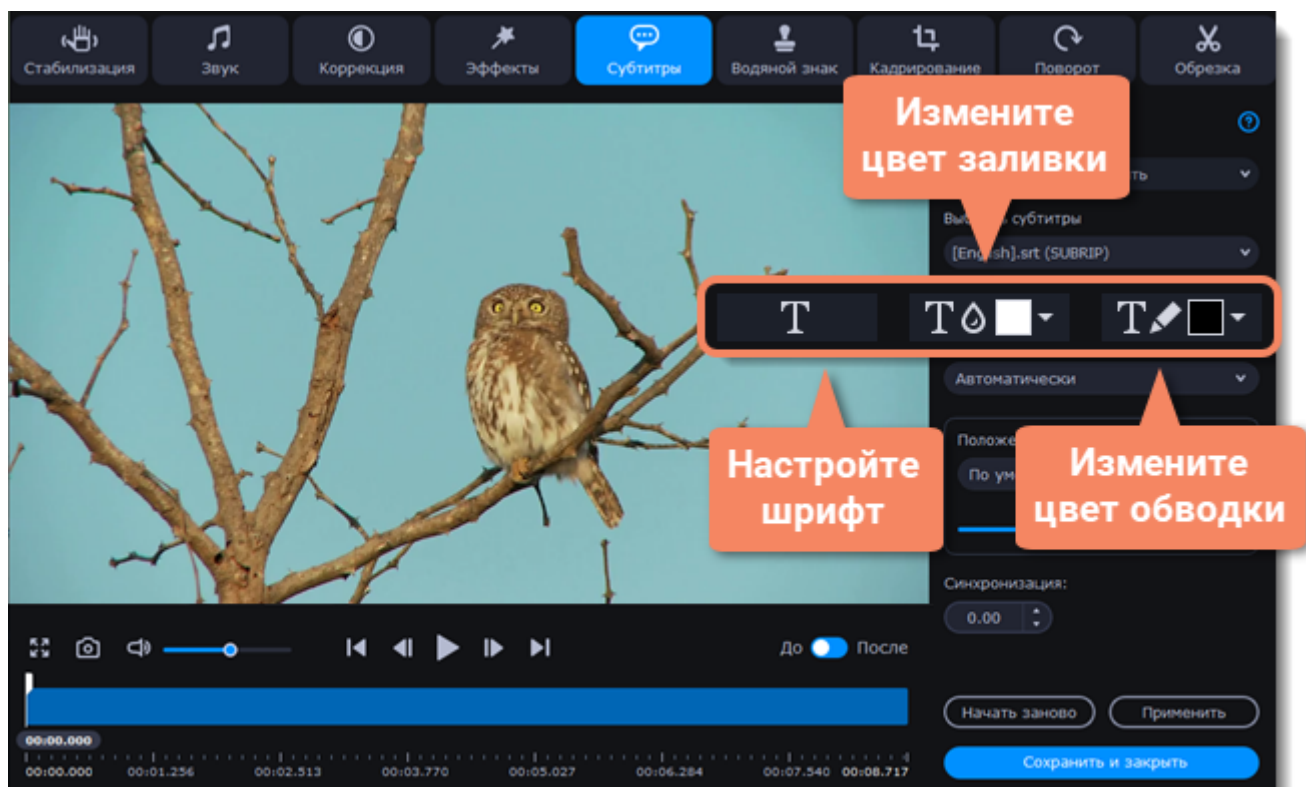 Стабилизация
Звук
Коррекция
Эффекты
Субтитры
Водяной знак
Кадрирование
Поворот
Обрезка
Измените
цвет заливки
субтитры
[English].srt (SUBRIP)
T
T
T
Автоматически
Настройте
шрифт
Измените
цвет обводки
Синхронизация:
0.00
До
После
Начать заново
Применить
Сохранить и закрыть
00:00.000
00:00.000
00:01.256
00:02.513
00:03.770
00:05.027
00:06.284
00:07.540
00:08.717